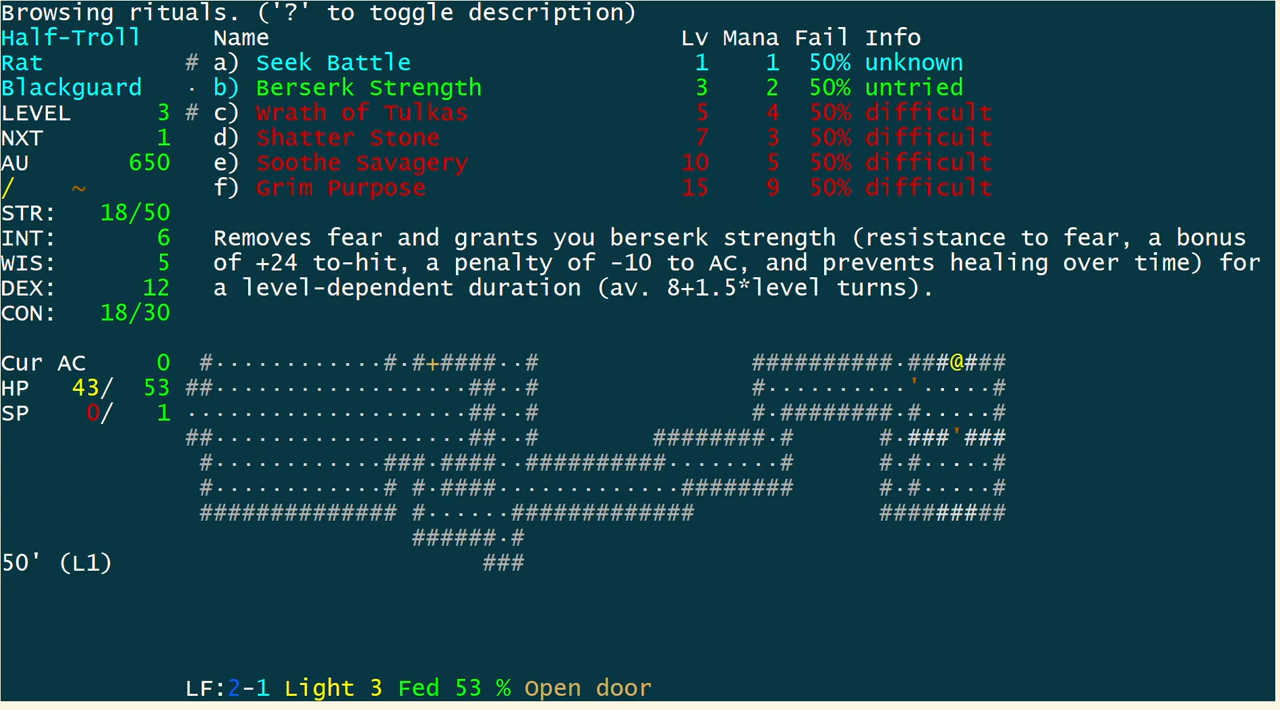 Browsing rituals. ('?' to toggle description)
Half-Troll      Name                             Lv Mana Fail Info
Rat          # a) Seek Battle                     1    1  50% unknown
Blackguard   . b) Berserk Strength                3    2  50% untried
LEVEL      3 # c) Wrath of Tulkas                 5    4  50% difficult
NXT        1   d) Shatter Stone                   7    3  50% difficult
AU       650   e) Soothe Savagery                10    5  50% difficult
/    ~         f) Grim Purpose                   15    9  50% difficult
STR:   18/50
INT:       6   Removes fear and grants you berserk strength (resistance to fear, a bonus
WIS:       5   of +24 to-hit, a penalty of -10 to AC, and prevents healing over time) for
DEX:      12   a level-dependent duration (av. 8+1.5*level turns).
CON:   18/30

Cur AC     0  #............#.#+####..#               ##########.###@###
HP   43/  53 ##..................##..#               #..........'.....#
SP    0/   1 ....................##..#               #.########.#.....#
             ##..................##..#        ########.#      #.###'###
              #............###.####..##########........#      #.#.....#
              #............# #.####.............########      #.#.....#
              ############## #......#############             #########
                             ######.#
50' (L1)                          ###

             LF:2-1 Light 3 Fed 53 % Open door